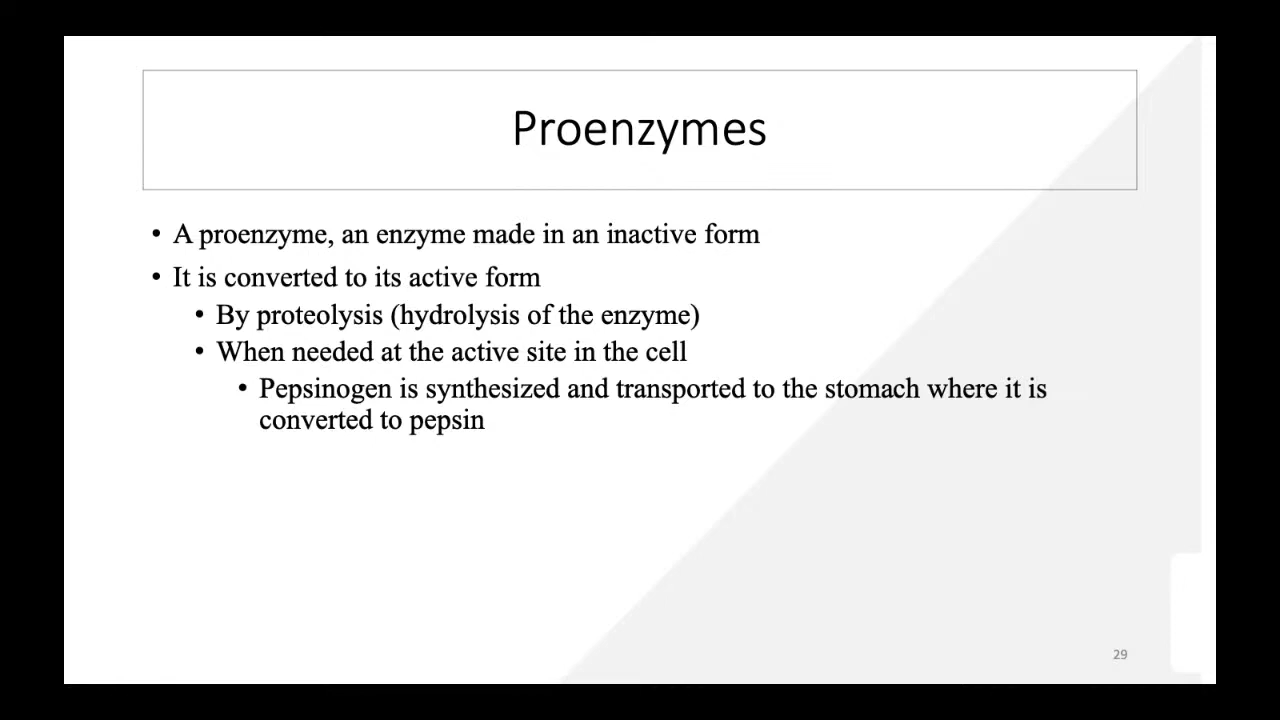 Proenzymes
• A proenzyme, an enzyme made in an inactive form
• It is converted to its active form
• By proteolysis (hydrolysis of the enzyme)
• When needed at the active site in the cell
• Pepsinogen is synthesized and transported to the stomach where it is
converted to pepsin
29